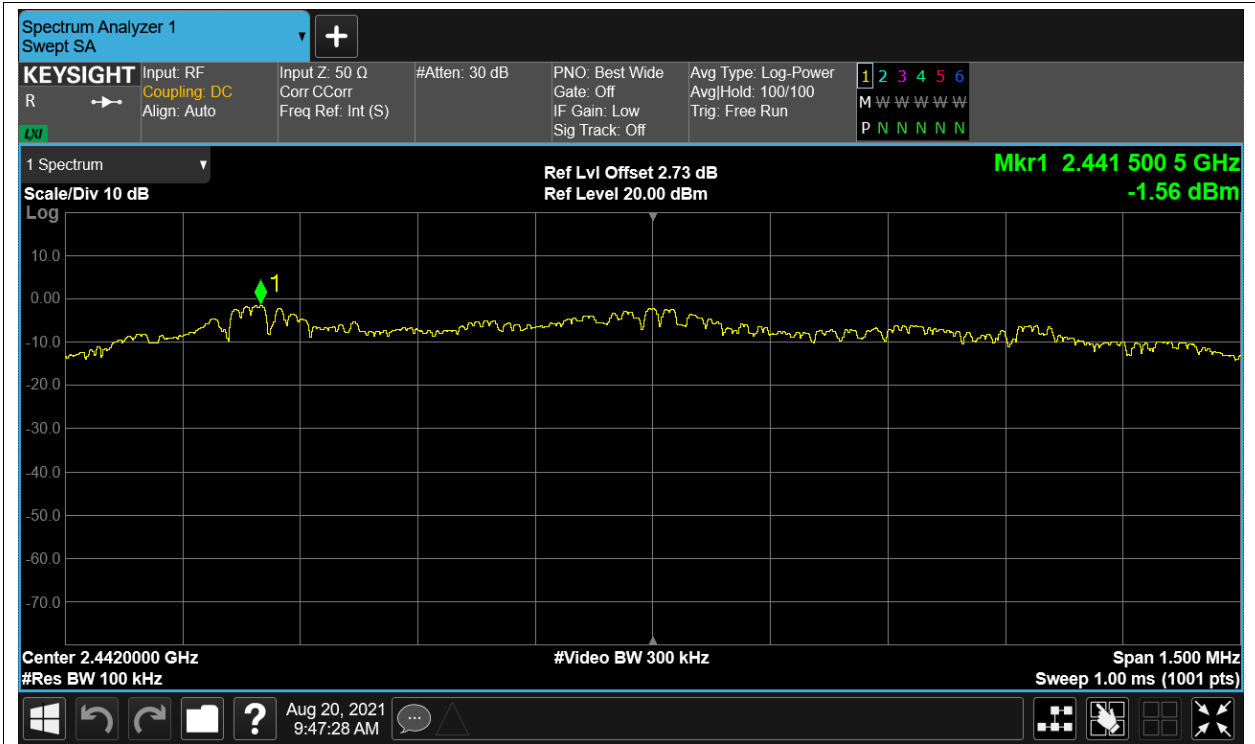 Spectrum Analyzer 1
Swept SA
+
KEYSIGHT
R
LXI
Input: RF
Coupling: DC
Align: Auto
Input Z: 50 Ω
Corr CCorr
Freq Ref: Int (S)
#Atten: 30 dB
PNO: Best Wide
Gate: Off
IF Gain: Low
Sig Track: Off
Avg Type: Log-Power
Avg|Hold: 100/100
Trig: Free Run
1 2 3 4 5 6
M W W W W W
P N N N N N
1 Spectrum
Scale/Div 10 dB
Log
Ref Lvl Offset 2.73 dB
Ref Level 20.00 dBm
Mkr1 2.441 500 5 GHz
-1.56 dBm
10.0
0.00
-10.0
-20.0
-30.0
-40.0
-50.0
-60.0
-70.0
1
Center 2.4420000 GHz
#Res BW 100 kHz
#Video BW 300 kHz
Span 1.500 MHz
Sweep 1.00 ms (1001 pts)
?
Aug 20, 2021
9:47:28 AM